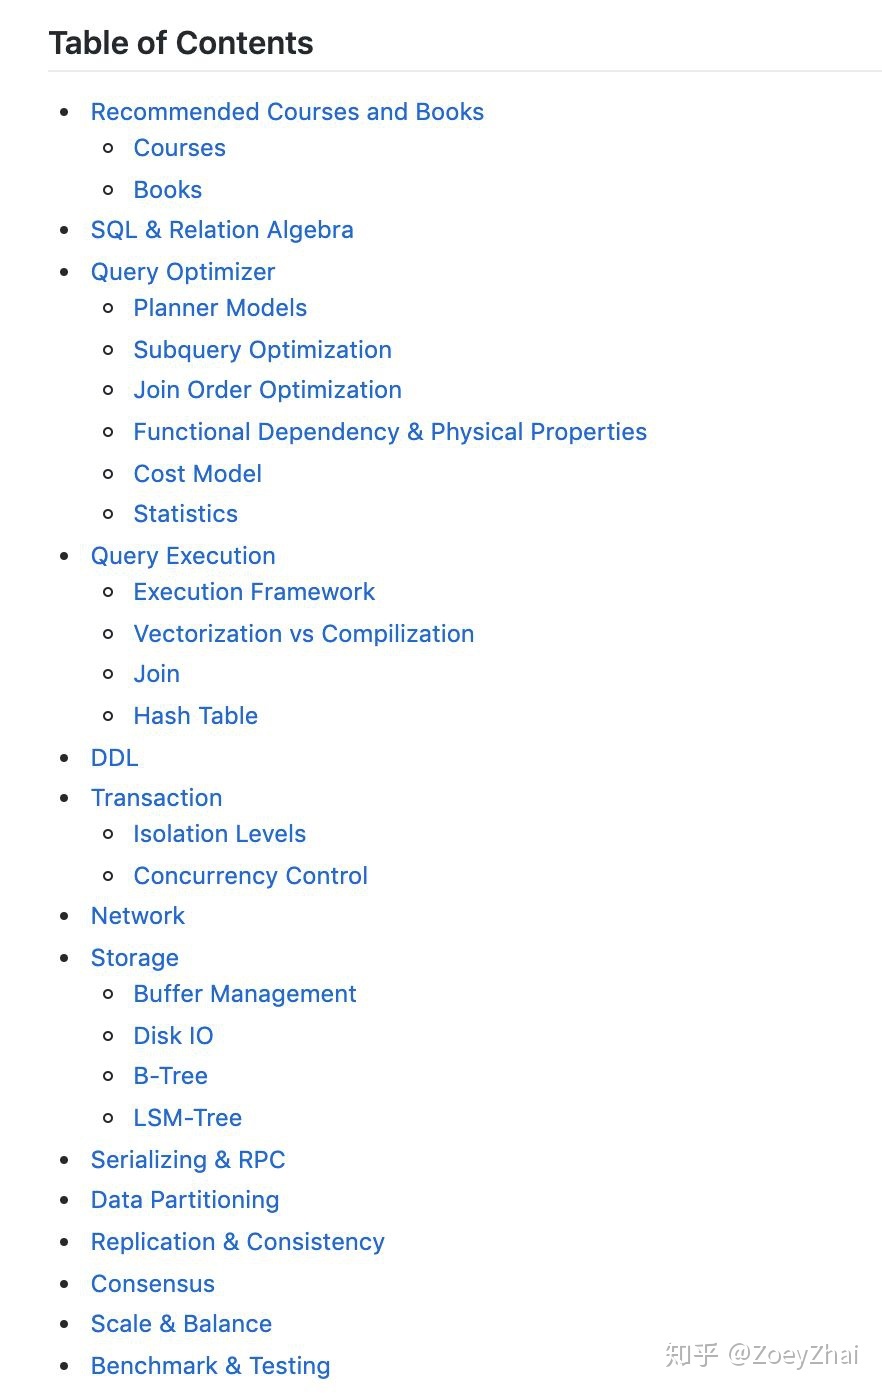 Table of Contents
Recommended Courses and Books
Courses
Books
SQL & Relation Algebra
Query Optimizer
Planner Models
Subquery Optimization
Join Order Optimization
Functional Dependency & Physical Properties
Cost Model
Statistics
Query Execution
Execution Framework
Vectorization vs Compilization
Join
Hash Table
DDL
Transaction
Isolation Levels
Concurrency Control
Network
Storage
Buffer Management
Disk IO
B-Tree
LSM-Tree
Serializing & RPC
Data Partitioning
Replication & Consistency
Consensus
Scale & Balance
Benchmark & Testing
知乎 @ZoeyZhai